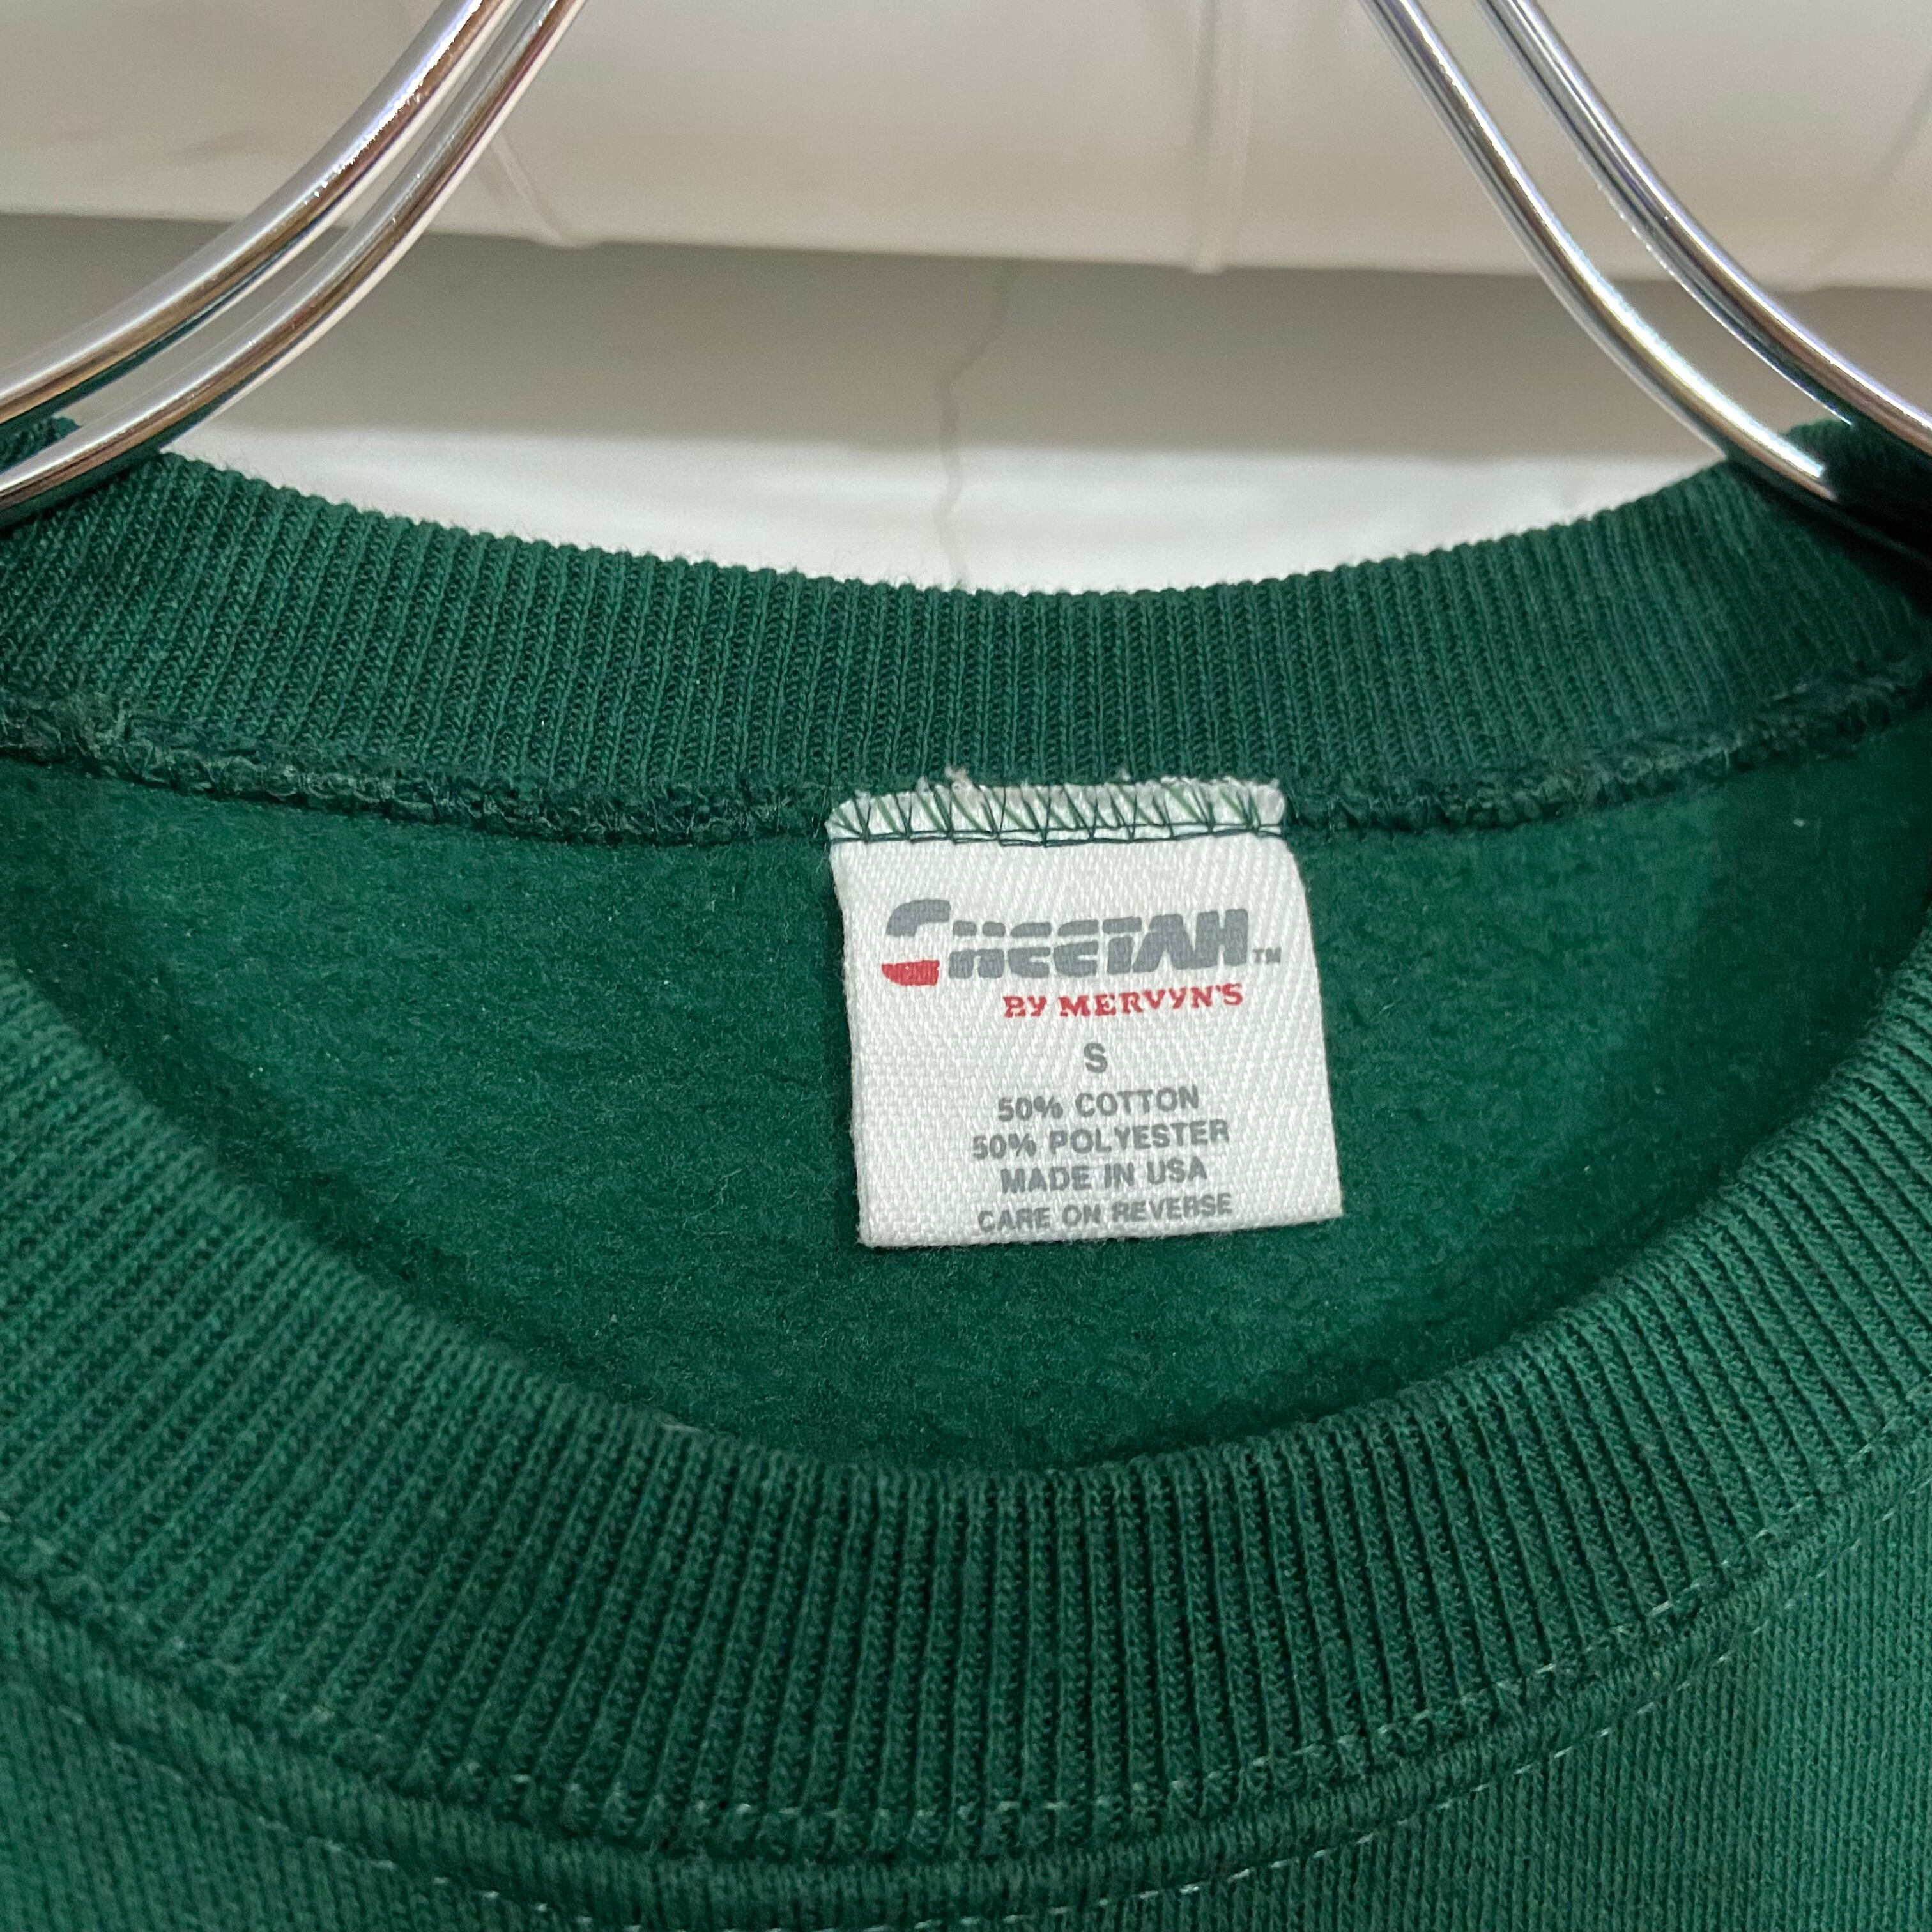 CHEETAH™
BY MERVYN'S
S
50% COTTON
50% POLYESTER
MADE IN USA
CARE ON REVERSE